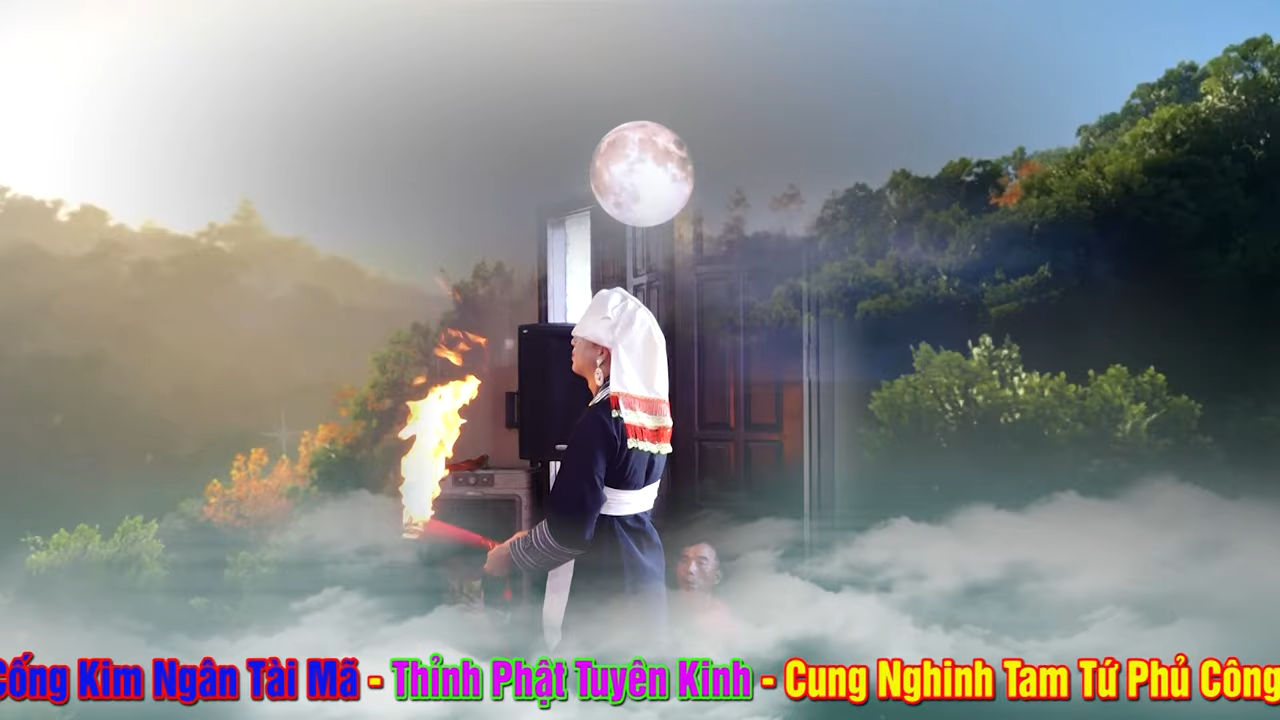 Cống Kim Ngân Tài Mã - Thỉnh Phật Tuyên Kinh - Cung Nghinh Tam Tứ Phủ Công